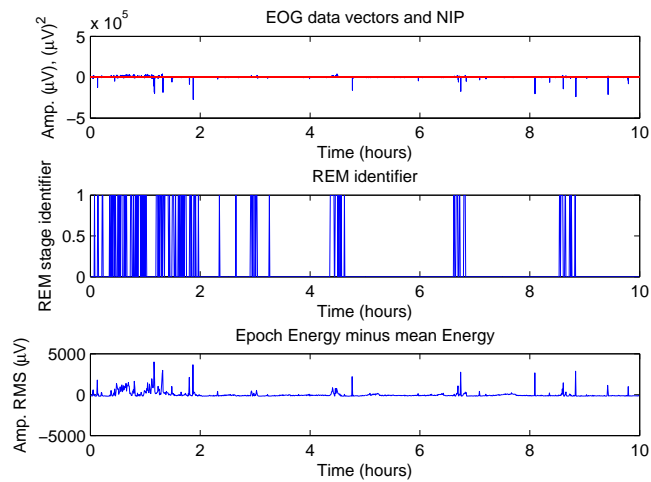 EOG data vectors and NIP
x 10^5
5
0
−5
Amp. (μV), (μV)^2
0 2 4 6 8 10
Time (hours)
REM identifier
1
0.5
0
REM stage identifier
0 2 4 6 8 10
Time (hours)
Epoch Energy minus mean Energy
5000
0
−5000
Amp. RMS (μV)
0 2 4 6 8 10
Time (hours)